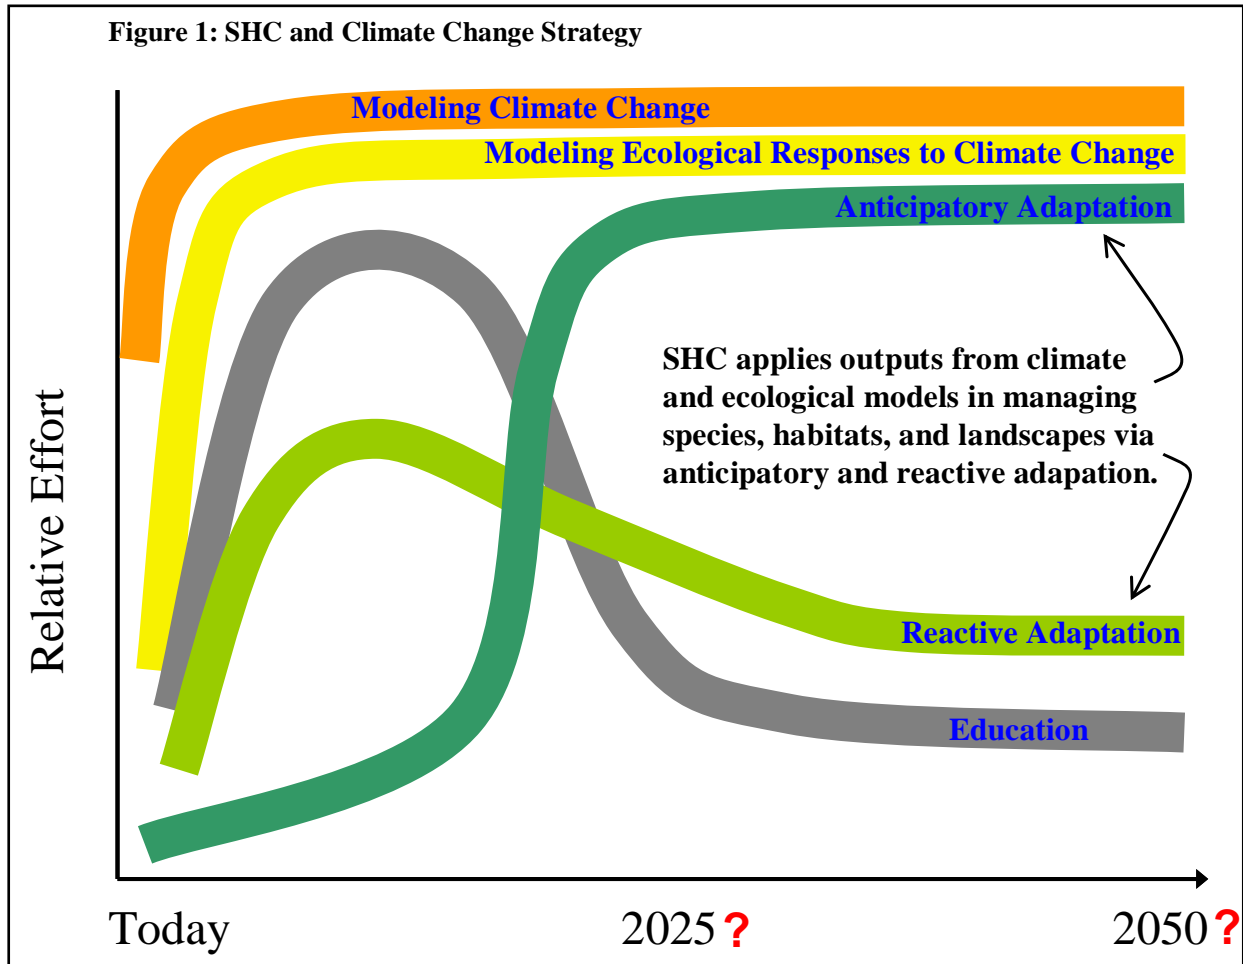 Figure 1: SHC and Climate Change Strategy
Modeling Climate Change
Modeling Ecological Responses to Climate Change
Anticipatory Adaptation
SHC applies outputs from climate
and ecological models in managing
species, habitats, and landscapes via
anticipatory and reactive adapation.
Relative Effort
Reactive Adaptation
Education
Today 2025? 2050?